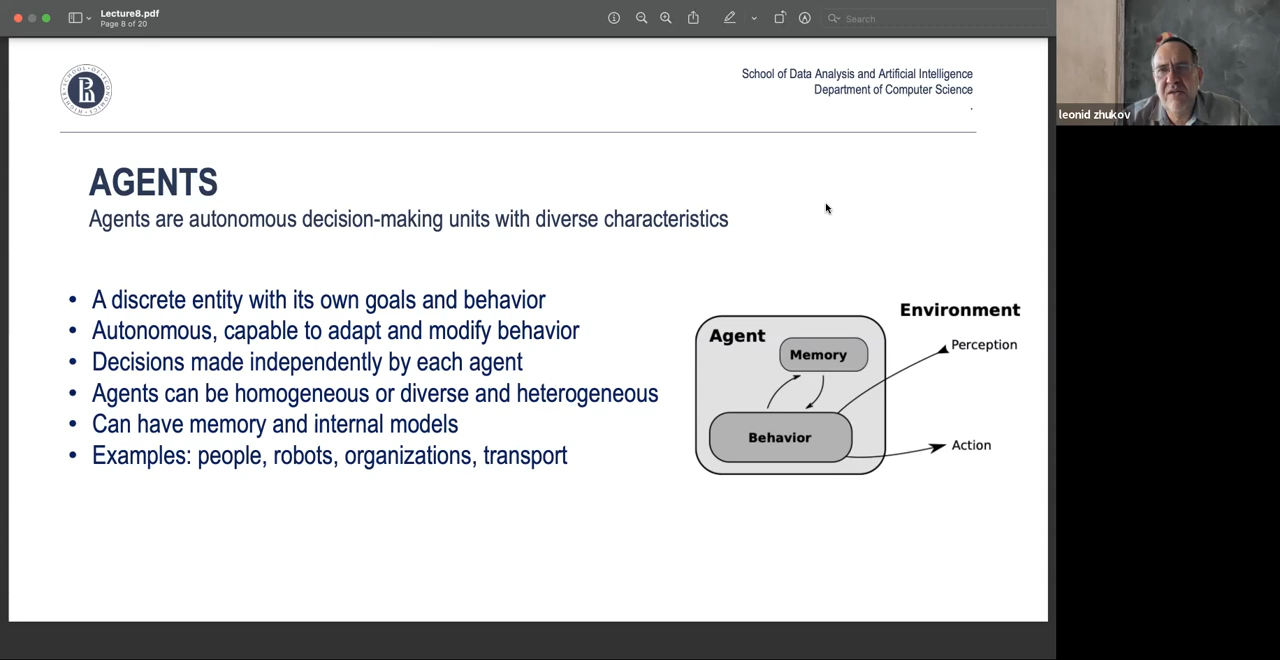 Lecture8.pdf
Page 8 of 20
Search
leonid zhukov
School of Data Analysis and Artificial Intelligence
Department of Computer Science
.
AGENTS
Agents are autonomous decision-making units with diverse characteristics
• A discrete entity with its own goals and behavior
• Autonomous, capable to adapt and modify behavior
• Decisions made independently by each agent
• Agents can be homogeneous or diverse and heterogeneous
• Can have memory and internal models
• Examples: people, robots, organizations, transport
Environment
Agent
Memory
Perception
Behavior
Action